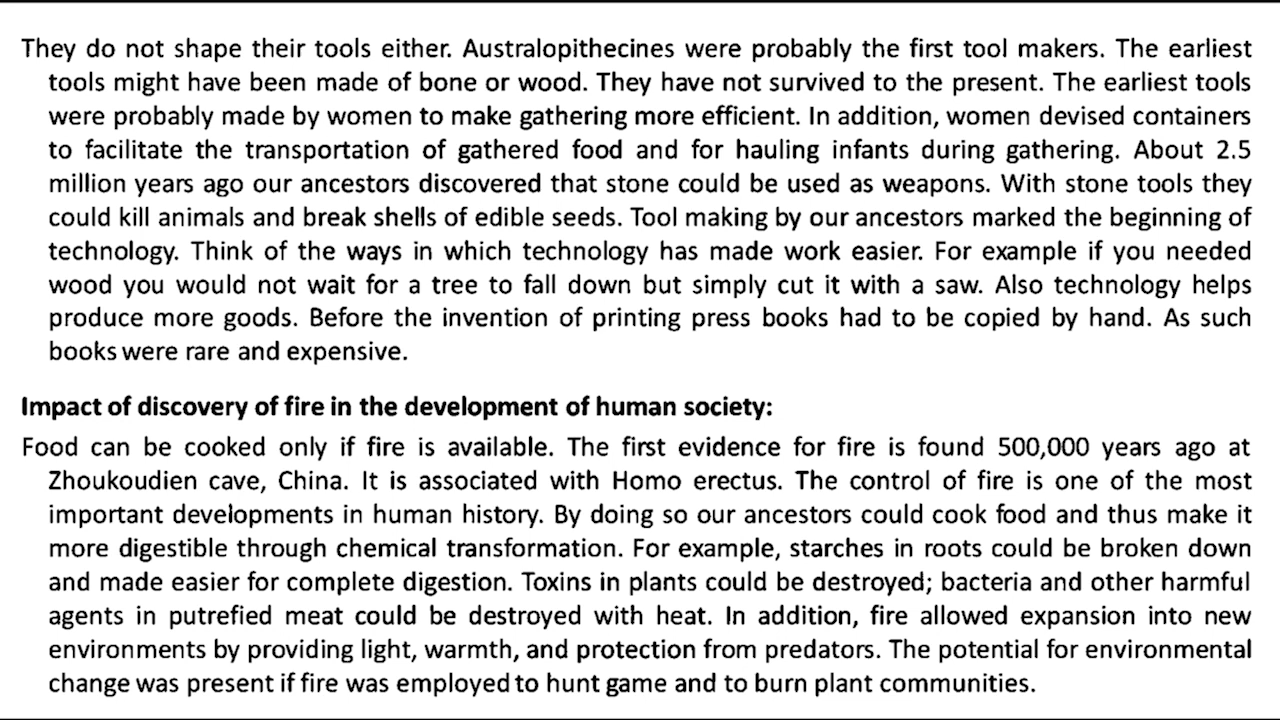 They do not shape their tools either. Australopithecines were probably the first tool makers. The earliest
tools might have been made of bone or wood. They have not survived to the present. The earliest tools
were probably made by women to make gathering more efficient. In addition, women devised containers
to facilitate the transportation of gathered food and for hauling infants during gathering. About 2.5
million years ago our ancestors discovered that stone could be used as weapons. With stone tools they
could kill animals and break shells of edible seeds. Tool making by our ancestors marked the beginning of
technology. Think of the ways in which technology has made work easier. For example if you needed
wood you would not wait for a tree to fall down but simply cut it with a saw. Also technology helps
produce more goods. Before the invention of printing press books had to be copied by hand. As such
books were rare and expensive.
Impact of discovery of fire in the development of human society:
Food can be cooked only if fire is available. The first evidence for fire is found 500,000 years ago at
Zhoukoudien cave, China. It is associated with Homo erectus. The control of fire is one of the most
important developments in human history. By doing so our ancestors could cook food and thus make it
more digestible through chemical transformation. For example, starches in roots could be broken down
and made easier for complete digestion. Toxins in plants could be destroyed; bacteria and other harmful
agents in putrefied meat could be destroyed with heat. In addition, fire allowed expansion into new
environments by providing light, warmth, and protection from predators. The potential for environmental
change was present if fire was employed to hunt game and to burn plant communities.